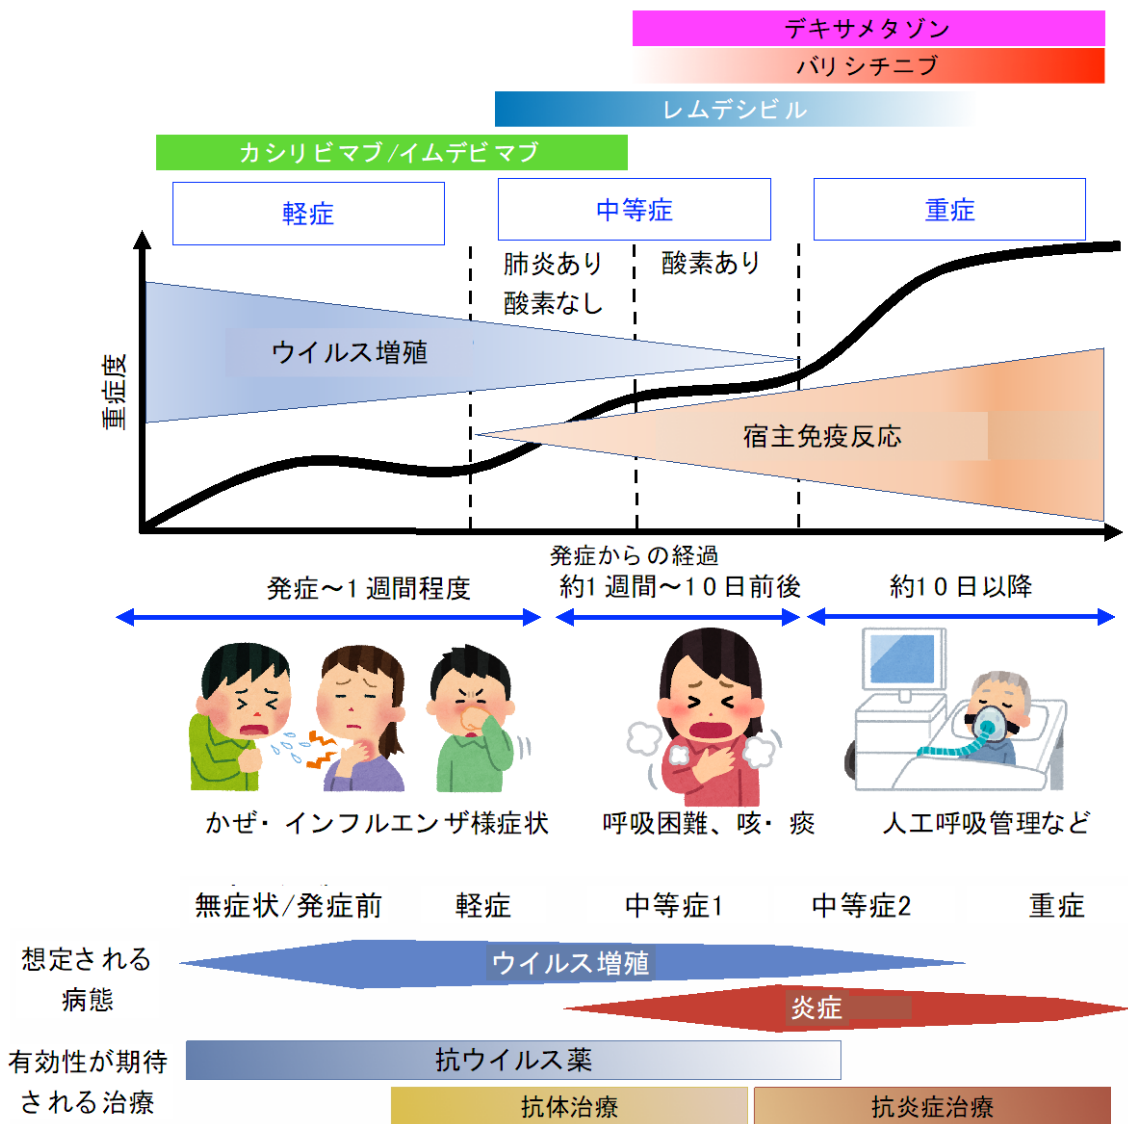 デキサメタゾン
バリシチニブ
レムデシビル
カシリビマブ/イムデビマブ
軽症
中等症
重症
肺炎あり
酸素なし
酸素あり
ウイルス増殖
宿主免疫反応
重症度
発症からの経過
発症～1週間程度
約1週間～10日前後
約10日以降
かぜ・インフルエンザ様症状
呼吸困難、咳・痰
人工呼吸管理など
無症状/発症前
軽症
中等症1
中等症2
重症
想定される
病態
ウイルス増殖
炎症
有効性が期待
される治療
抗ウイルス薬
抗体治療
抗炎症治療